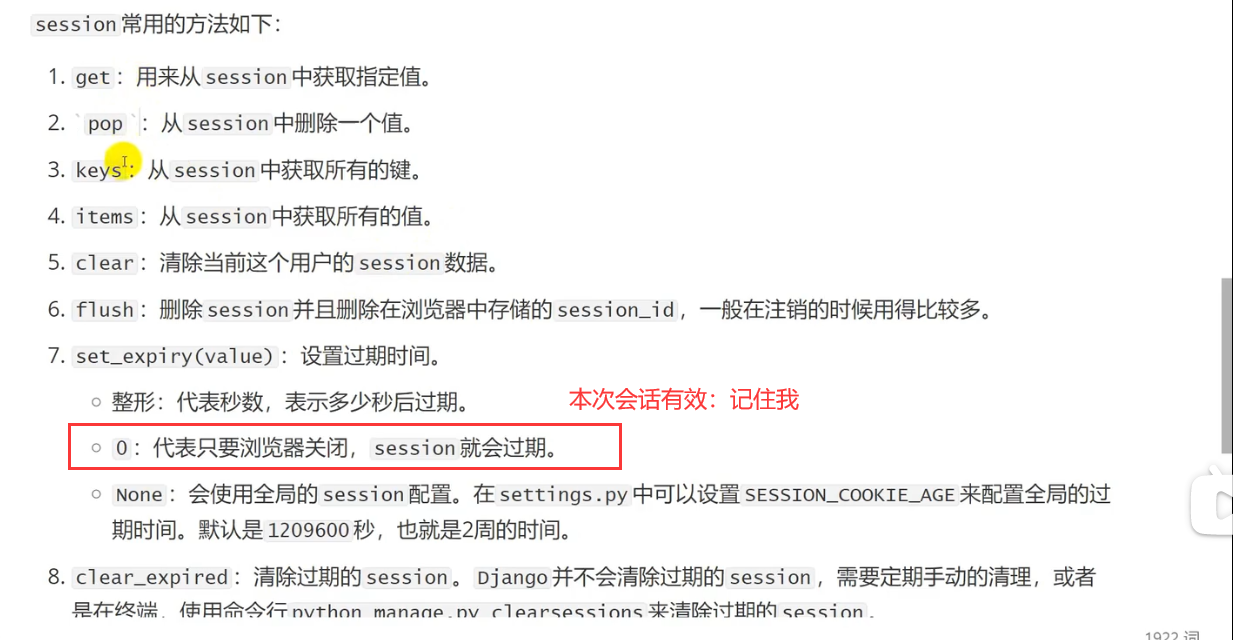 session常用的方法如下：
1. get：用来从session中获取指定值。
2. `pop`：从session中删除一个值。
3. keys：从session中获取所有的键。
4. items：从session中获取所有的值。
5. clear：清除当前这个用户的session数据。
6. flush：删除session并且删除在浏览器中存储的session_id，一般在注销的时候用得比较多。
7. set_expiry(value)：设置过期时间。
整形：代表秒数，表示多少秒后过期。
本次会话有效：记住我
0：代表只要浏览器关闭，session就会过期。
None：会使用全局的session配置。在settings.py中可以设置SESSION_COOKIE_AGE来配置全局的过
期时间。默认是1209600秒，也就是2周的时间。
8. clear_expired：清除过期的session。Django并不会清除过期的session，需要定期手动的清理，或者
是在终端，使用命令行python manage.py clearsessions来清除过期的session。
1922 词